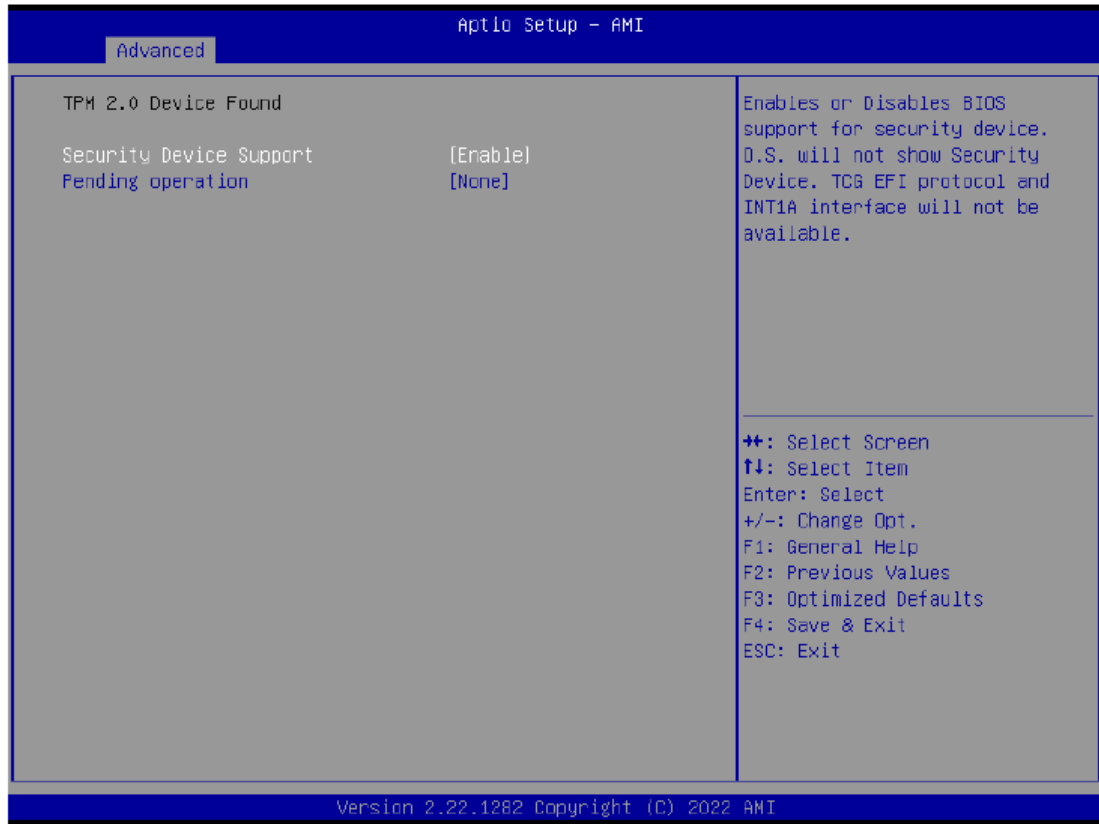 Aptio Setup - AMI
Advanced
TPM 2.0 Device Found
Security Device Support [Enable]
Pending operation [None]
Enables or Disables BIOS
support for security device.
O.S. will not show Security
Device. TCG EFI protocol and
INT1A interface will not be
available.
→←: Select Screen
↑↓: Select Item
Enter: Select
+/-: Change Opt.
F1: General Help
F2: Previous Values
F3: Optimized Defaults
F4: Save & Exit
ESC: Exit
Version 2.22.1282 Copyright (C) 2022 AMI